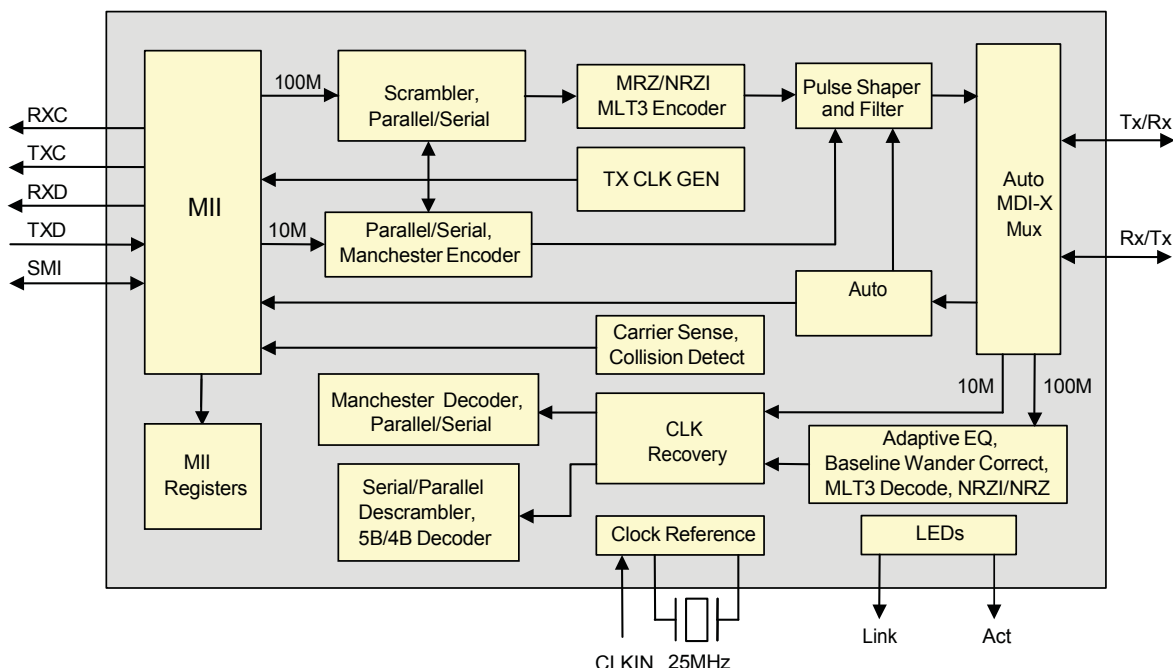 RXC
TXC
RXD
TXD
SMI
MII
100M
10M
Scrambler,
Parallel/Serial
MRZ/NRZI
MLT3 Encoder
Pulse Shaper
and Filter
TX CLK GEN
Parallel/Serial,
Manchester Encoder
Auto
MDI-X
Mux
Tx/Rx
Rx/Tx
Auto
Carrier Sense,
Collision Detect
10M
100M
Manchester Decoder,
Parallel/Serial
CLK
Recovery
Adaptive EQ,
Baseline Wander Correct,
MLT3 Decode, NRZI/NRZ
MII
Registers
Serial/Parallel
Descrambler,
5B/4B Decoder
Clock Reference
LEDs
CLKIN
25MHz
Link
Act